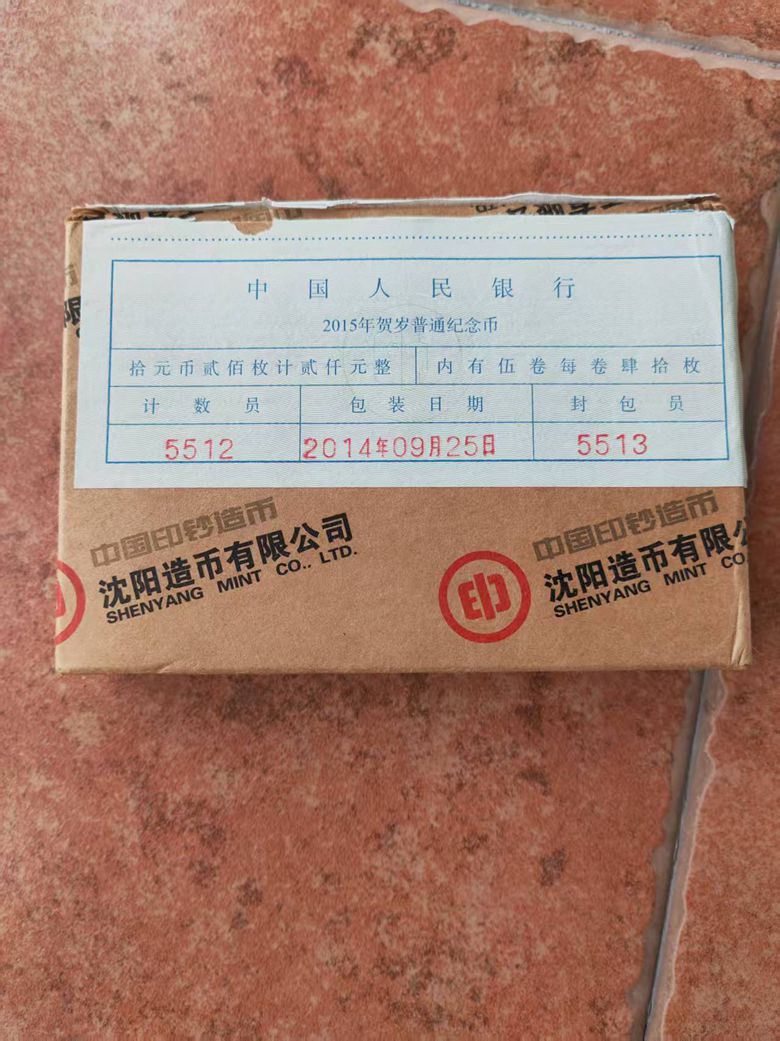 中国人民银行
2015年贺岁普通纪念币
拾元币贰佰枚计贰仟元整 内有伍卷每卷肆拾枚
计数员 包装日期 封包员
5512 2014年09月25日 5513
中国印钞造币
沈阳造币有限公司
SHENYANG MINT CO., LTD.
中国印钞造币
沈阳造币有限公
SHENYANG MINT CO
限